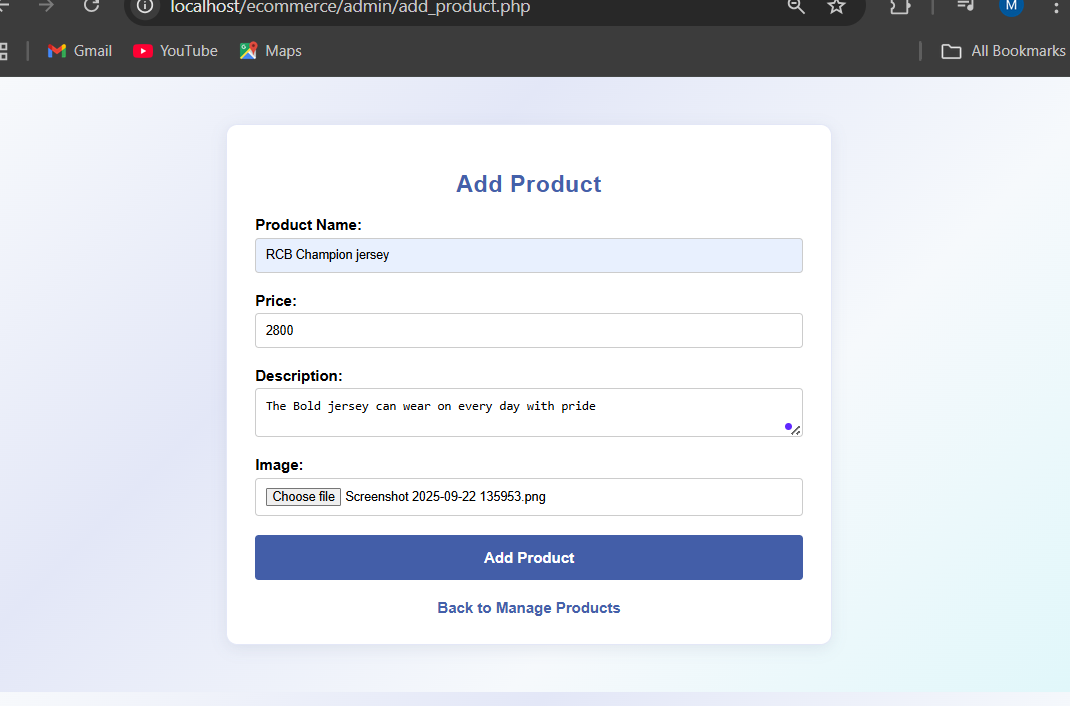 localhost/ecommerce/admin/add_product.php
M
Gmail
YouTube
Maps
All Bookmarks
Add Product
Product Name:
RCB Champion jersey
Price:
2800
Description:
The Bold jersey can wear on every day with pride
Image:
Choose file Screenshot 2025-09-22 135953.png
Add Product
Back to Manage Products